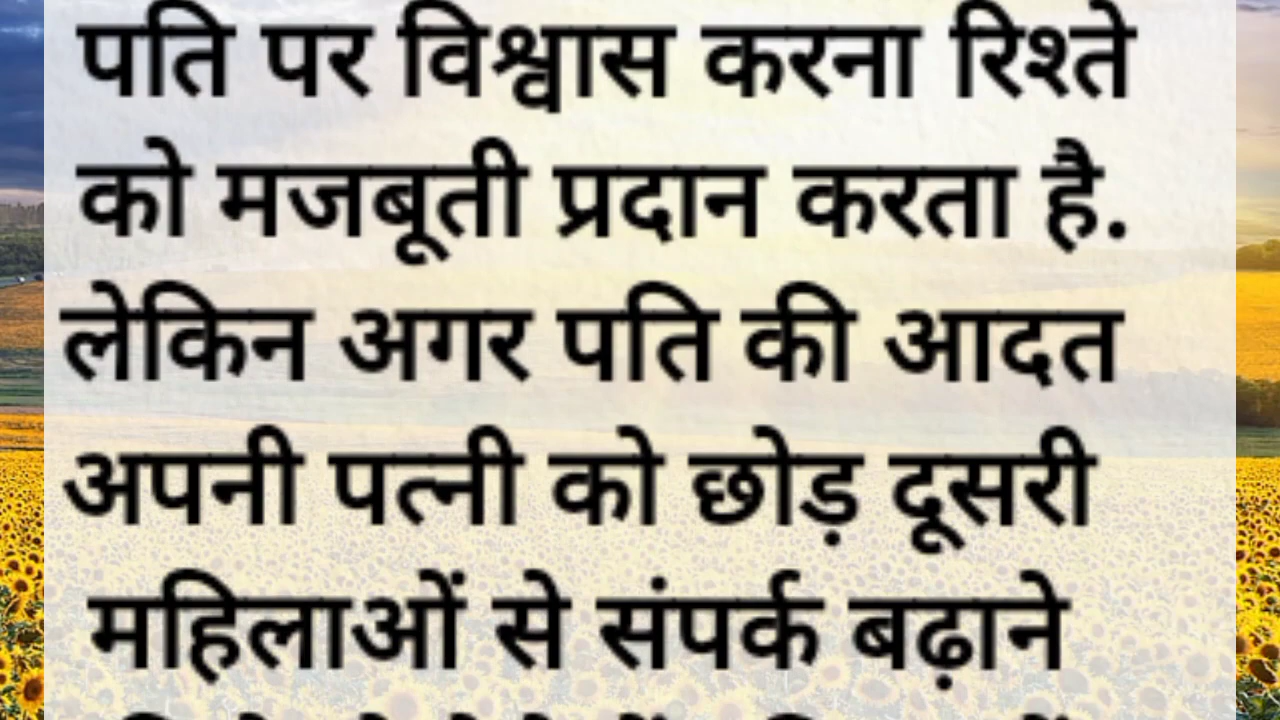 पति पर विश्वास करना रिश्ते
को मजबूती प्रदान करता है.
लेकिन अगर पति की आदत
अपनी पत्नी को छोड़ दूसरी
महिलाओं से संपर्क बढ़ाने